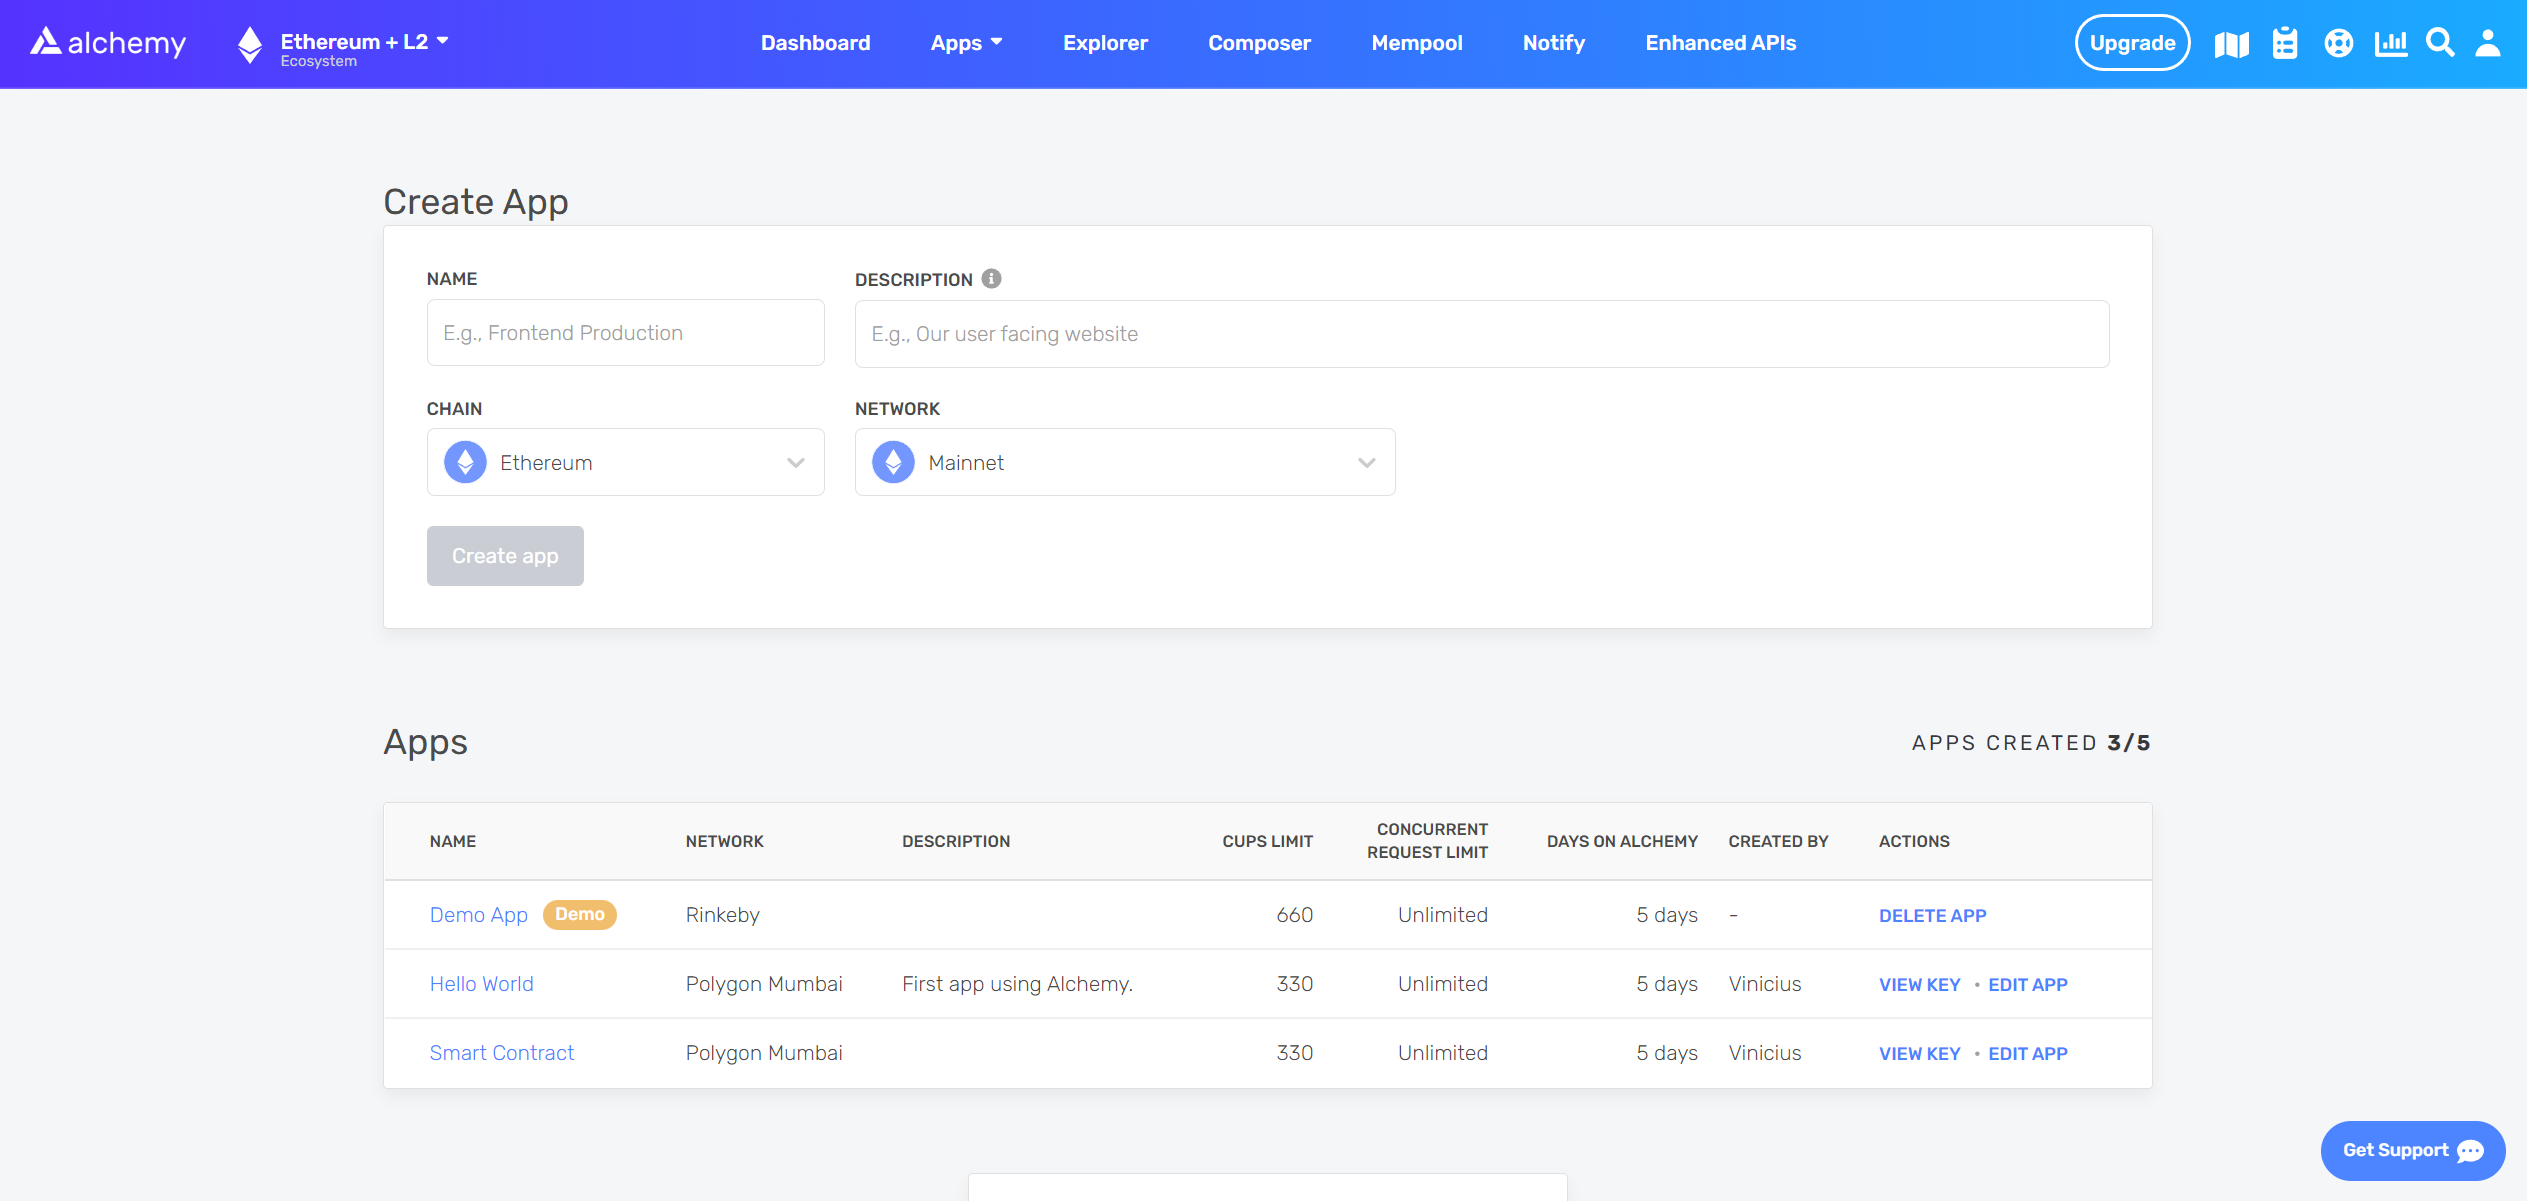 alchemy
Ethereum + L2
Ecosystem
Dashboard Apps Explorer Composer Mempool Notify Enhanced APIs
Upgrade
Create App
NAME
DESCRIPTION
E.g., Frontend Production
E.g., Our user facing website
CHAIN
NETWORK
Ethereum
Mainnet
Create app
Apps
APPS CREATED 3/5
NAME NETWORK DESCRIPTION CUPS LIMIT CONCURRENT REQUEST LIMIT DAYS ON ALCHEMY CREATED BY ACTIONS
Demo App Demo Rinkeby 660 Unlimited 5 days - DELETE APP
Hello World Polygon Mumbai First app using Alchemy. 330 Unlimited 5 days Vinicius VIEW KEY • EDIT APP
Smart Contract Polygon Mumbai 330 Unlimited 5 days Vinicius VIEW KEY • EDIT APP
Get Support